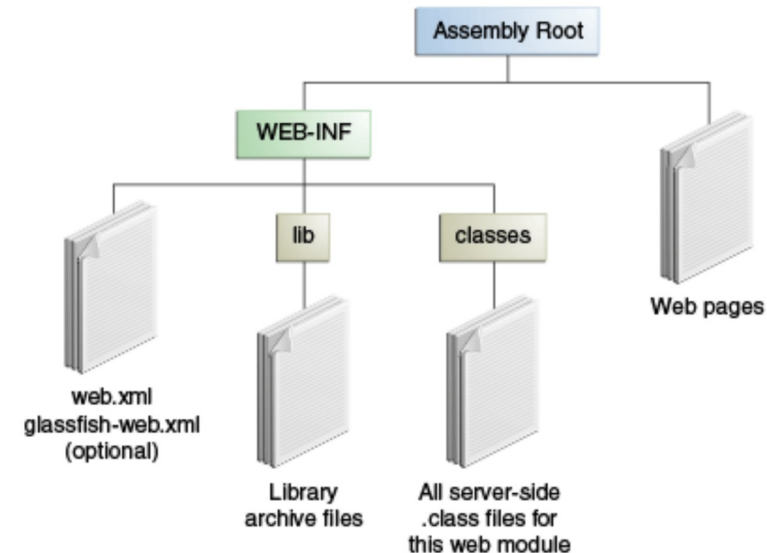 Assembly Root
WEB-INF
lib
classes
Web pages
web.xml
glassfish-web.xml
(optional)
Library
archive files
All server-side
.class files for
this web module